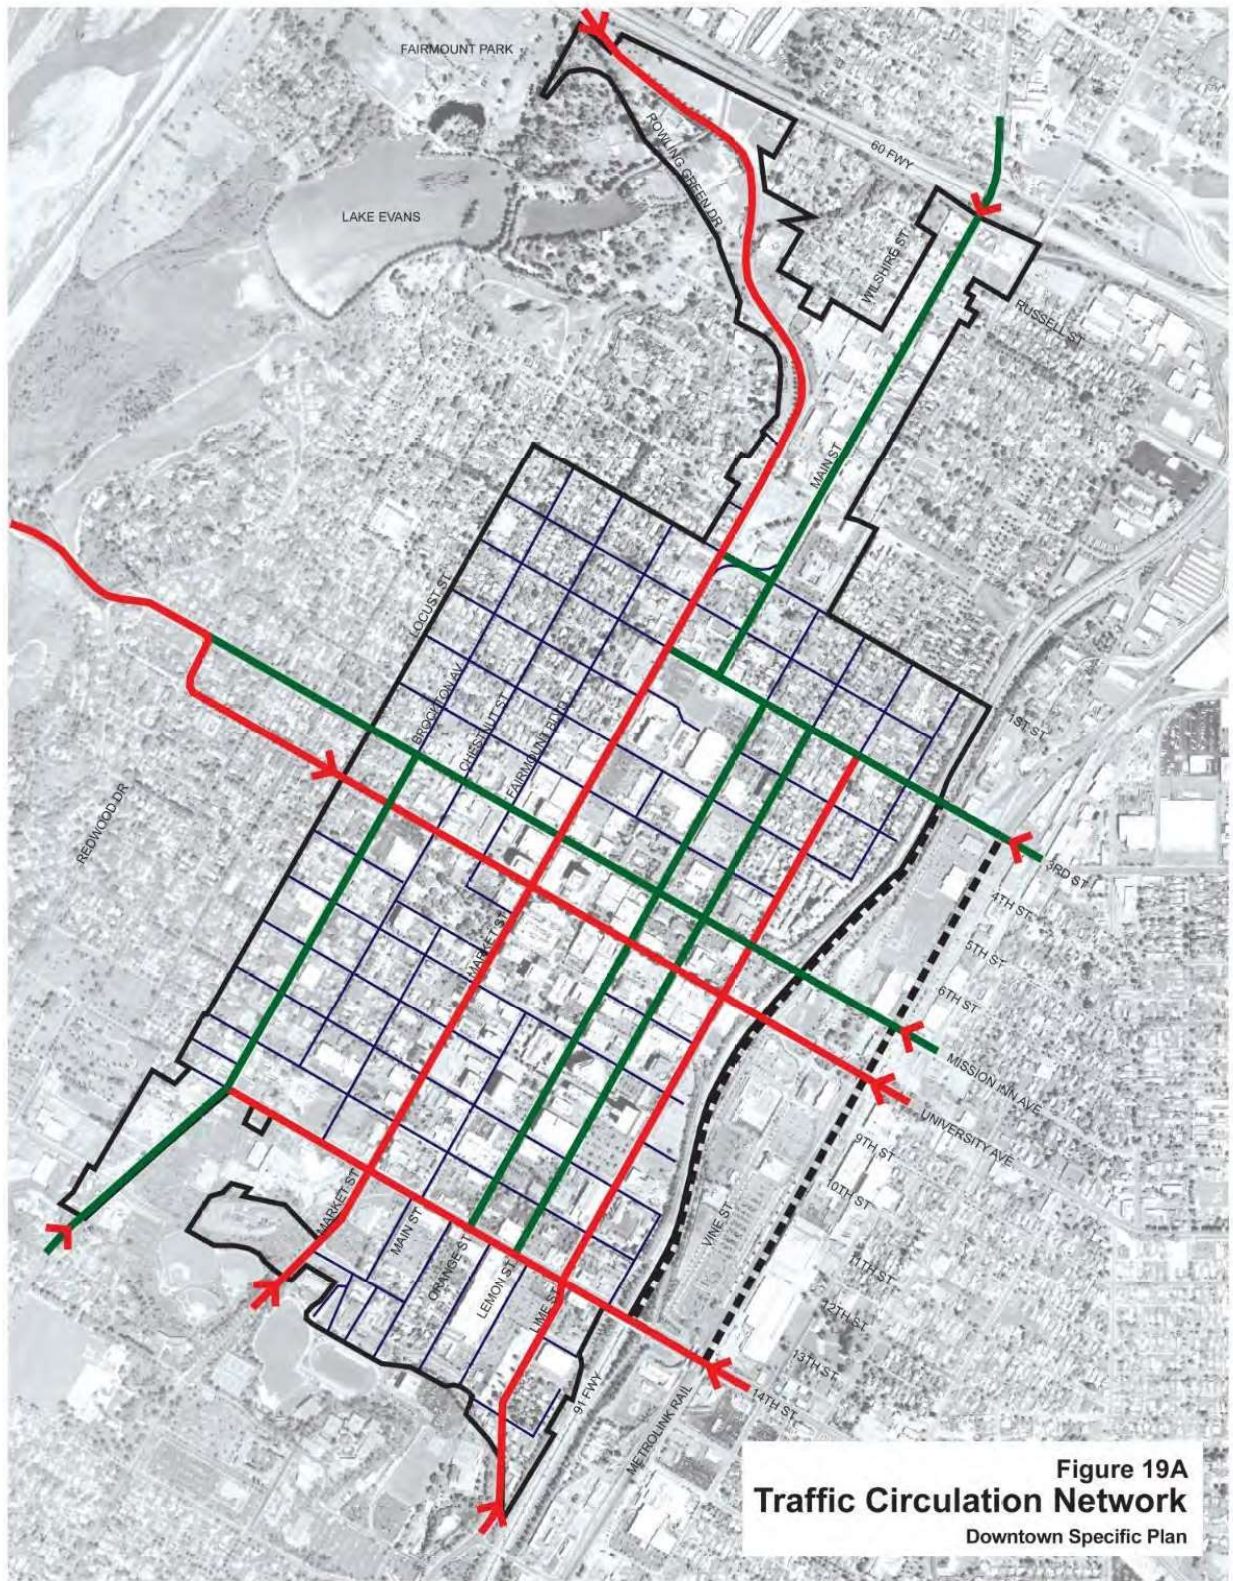 FAIRMOUNT PARK
ROWLING GREEN DR
60 FWY
LAKE EVANS
WILSHIRE ST
RUSSELL ST
MAIN ST
LOCUST ST
BROCKTON AV
CHESTNUT ST
FAIRMOUNT BLVD
1ST ST
REDWOOD DR
3RD ST
4TH ST
5TH ST
6TH ST
MARKET ST
MISSION INN AVE
UNIVERSITY AVE
9TH ST
10TH ST
VINE ST
MARKET ST
MAIN ST
ORANGE ST
LEMON ST
LIME ST
11TH ST
12TH ST
13TH ST
14TH ST
91 FWY
METROLINK RAIL
Figure 19A
Traffic Circulation Network
Downtown Specific Plan